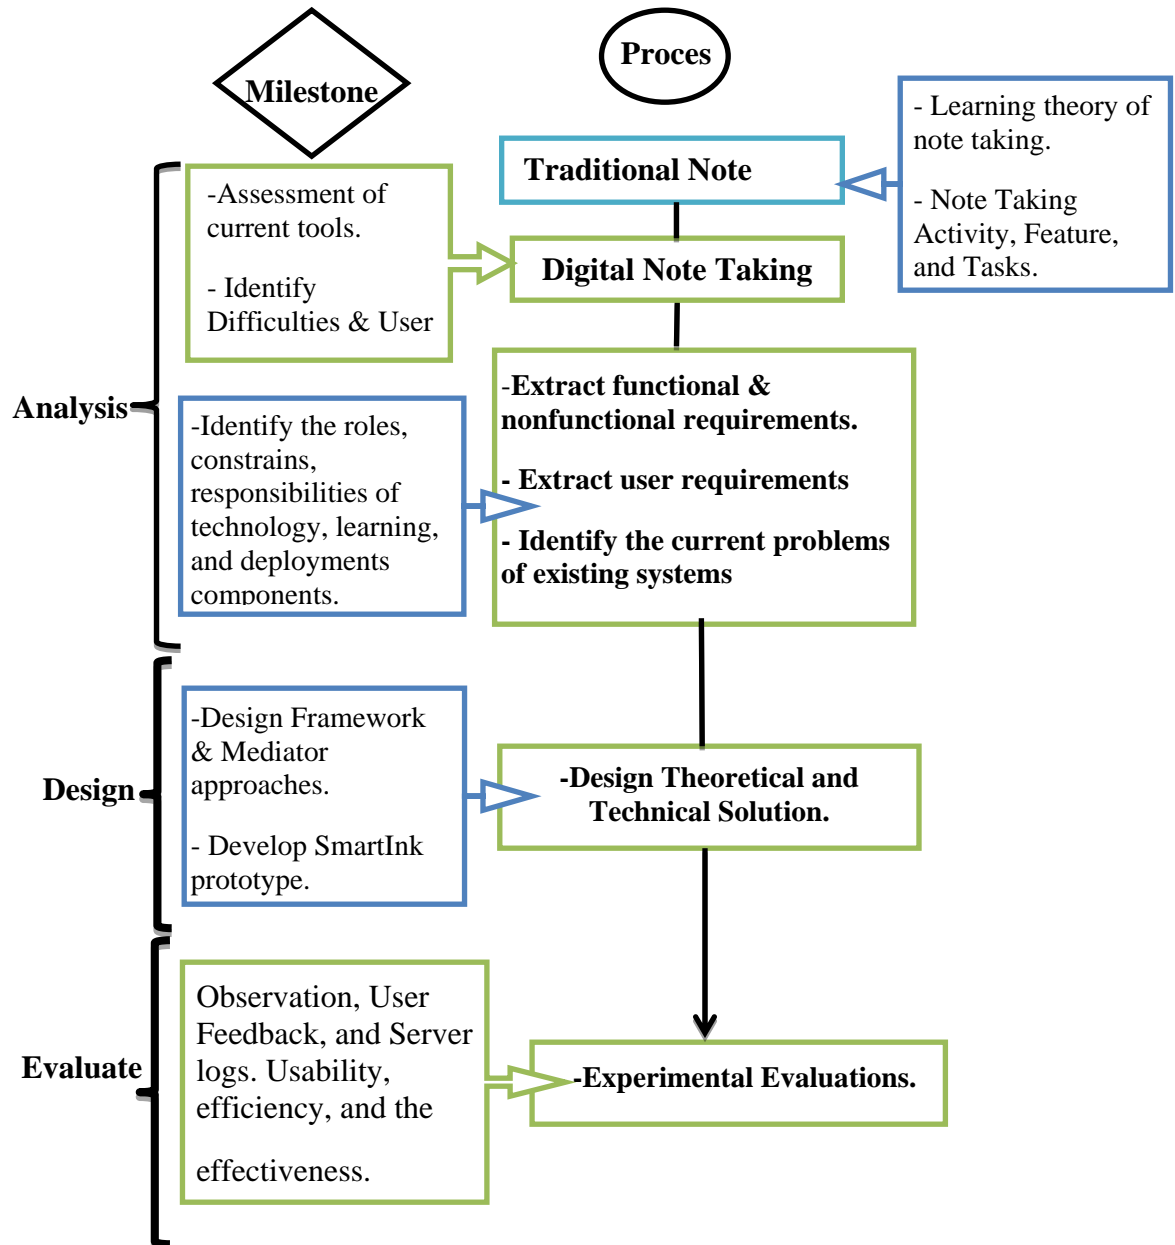 Milestone
Proces
- Learning theory of
note taking.
- Note Taking
Activity, Feature,
and Tasks.
Traditional Note
-Assessment of
current tools.
- Identify
Difficulties & User
Digital Note Taking
Analysis
-Extract functional &
nonfunctional requirements.
- Extract user requirements
- Identify the current problems
of existing systems
-Identify the roles,
constrains,
responsibilities of
technology, learning,
and deployments
components.
Design
-Design Framework
& Mediator
approaches.
- Develop SmartInk
prototype.
-Design Theoretical and
Technical Solution.
Evaluate
Observation, User
Feedback, and Server
logs. Usability,
efficiency, and the
effectiveness.
-Experimental Evaluations.